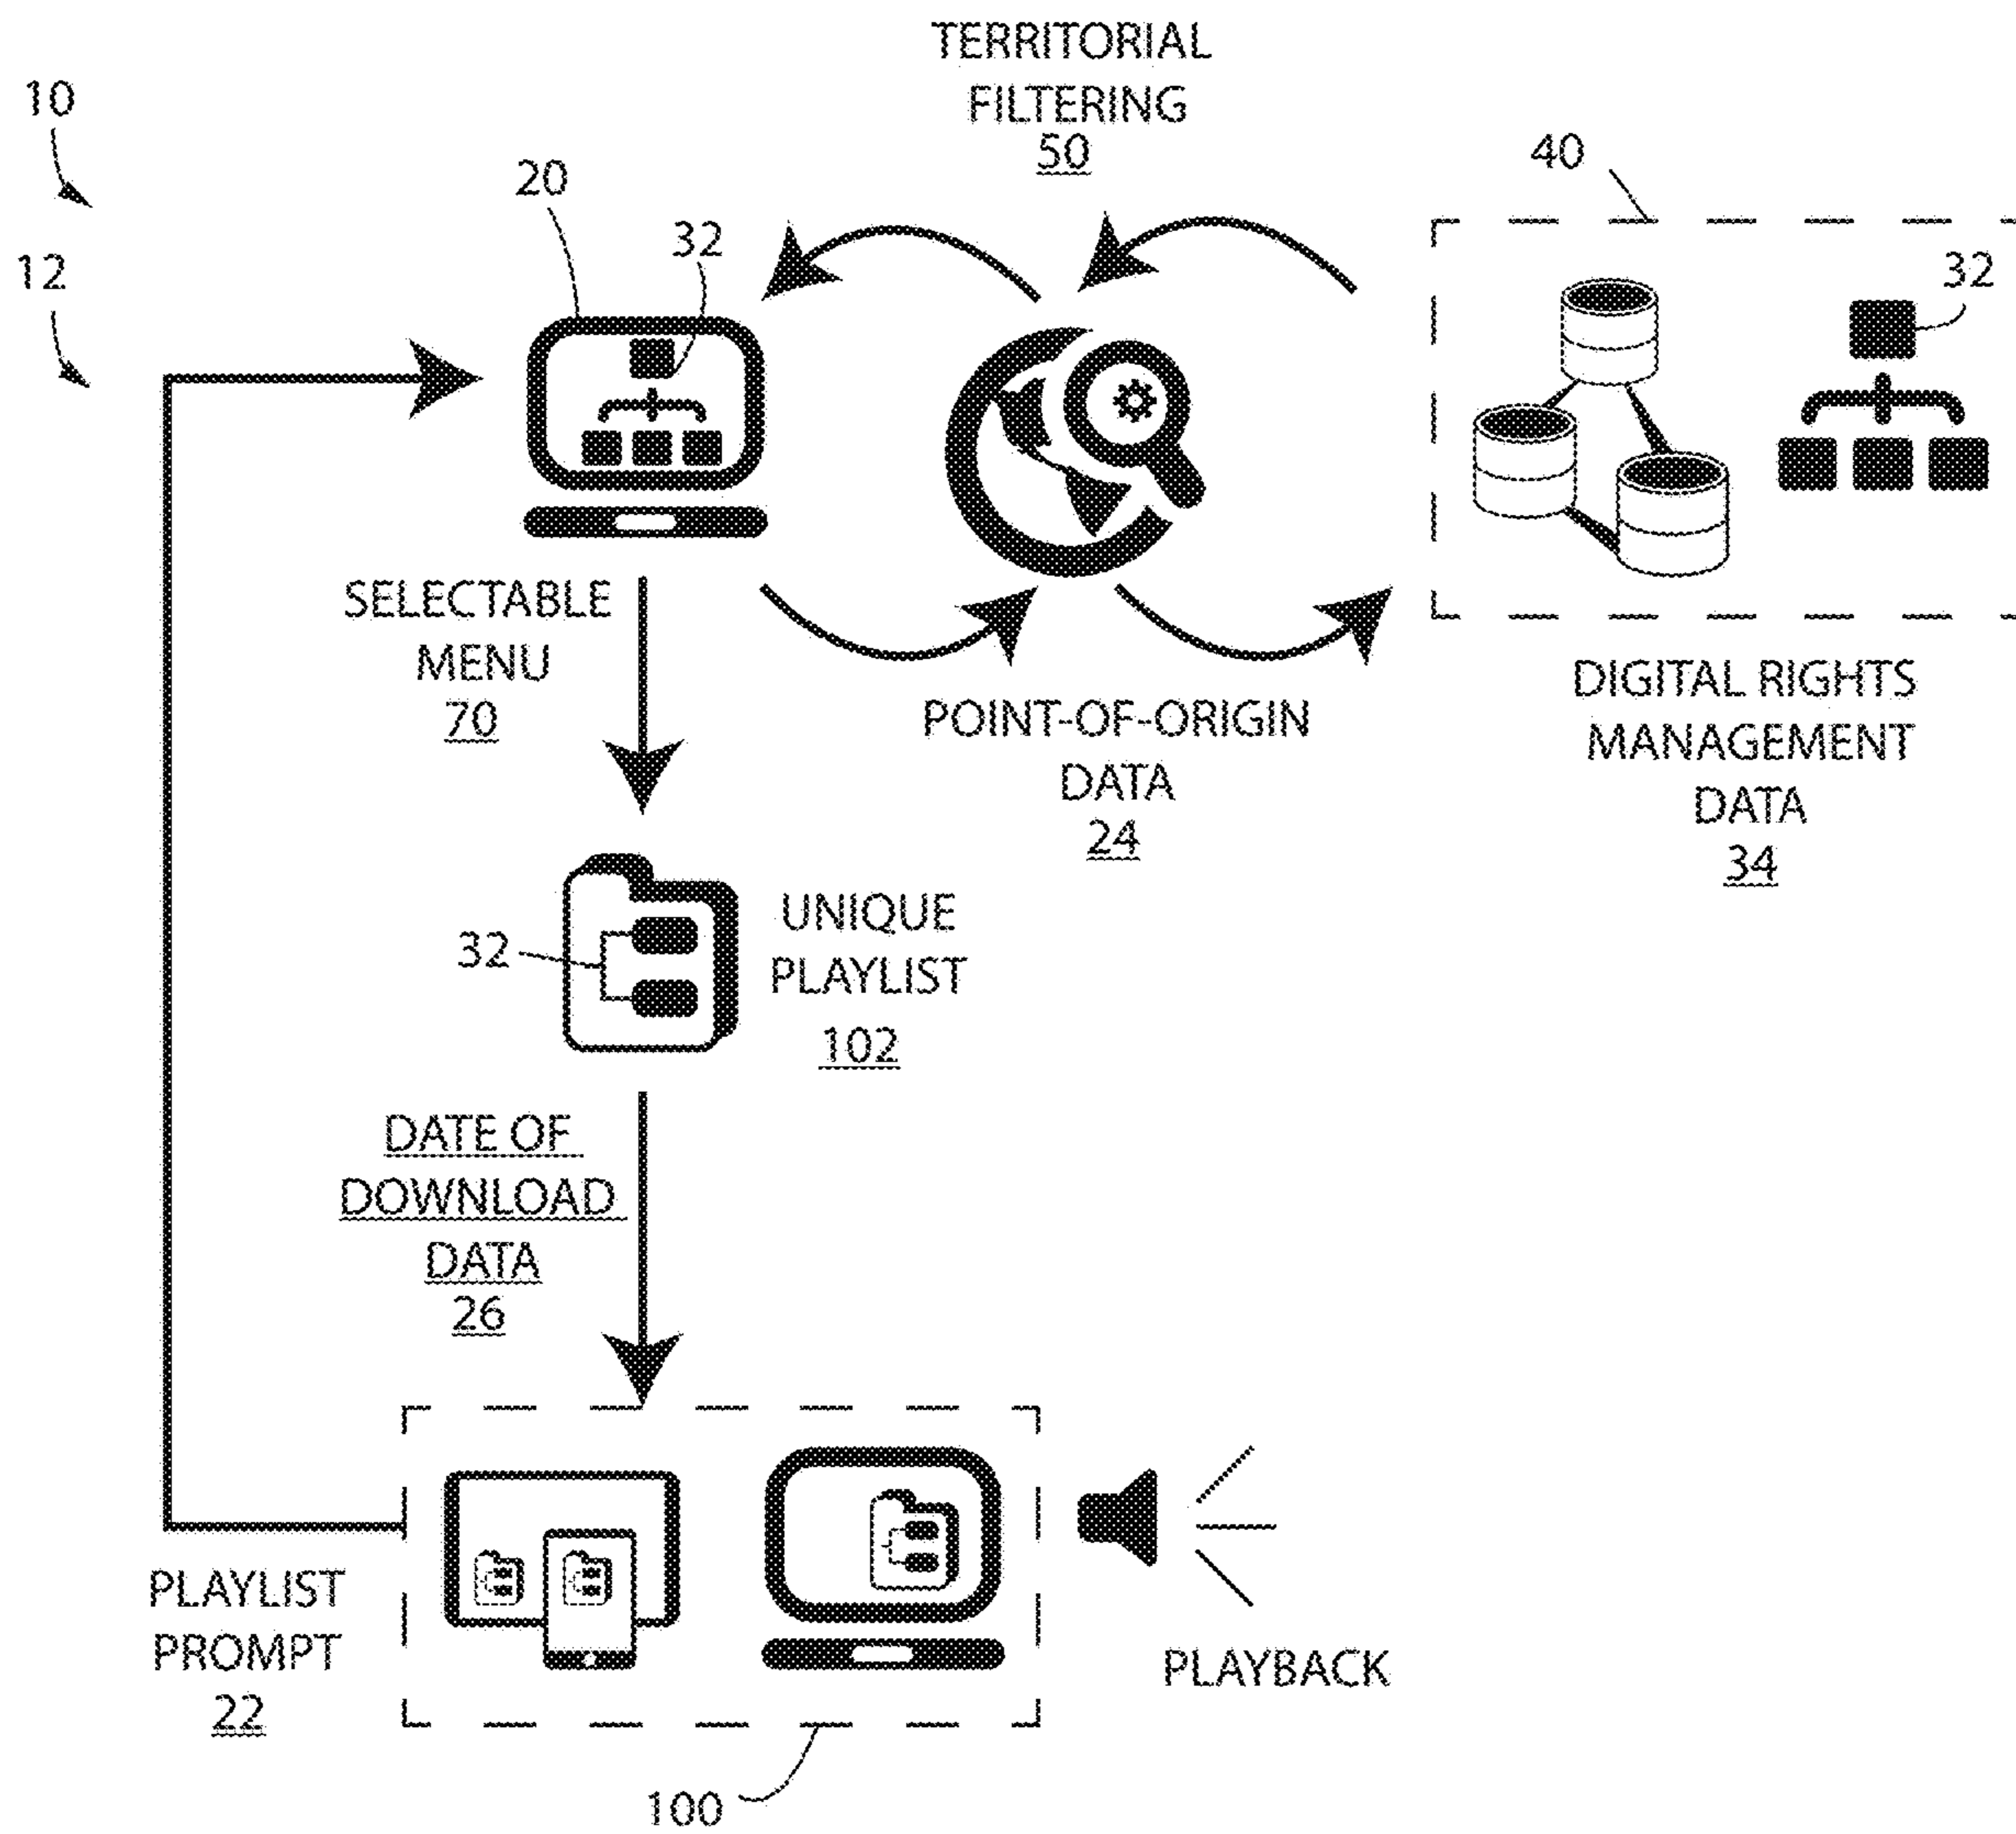 TERRITORIAL
FILTERING
50
10
12
20
32
40
32
SELECTABLE
MENU
70
POINT-OF-ORIGIN
DATA
24
DIGITAL RIGHTS
MANAGEMENT
DATA
34
32
UNIQUE
PLAYLIST
102
DATE OF
DOWNLOAD
DATA
26
PLAYLIST
PROMPT
22
PLAYBACK
100